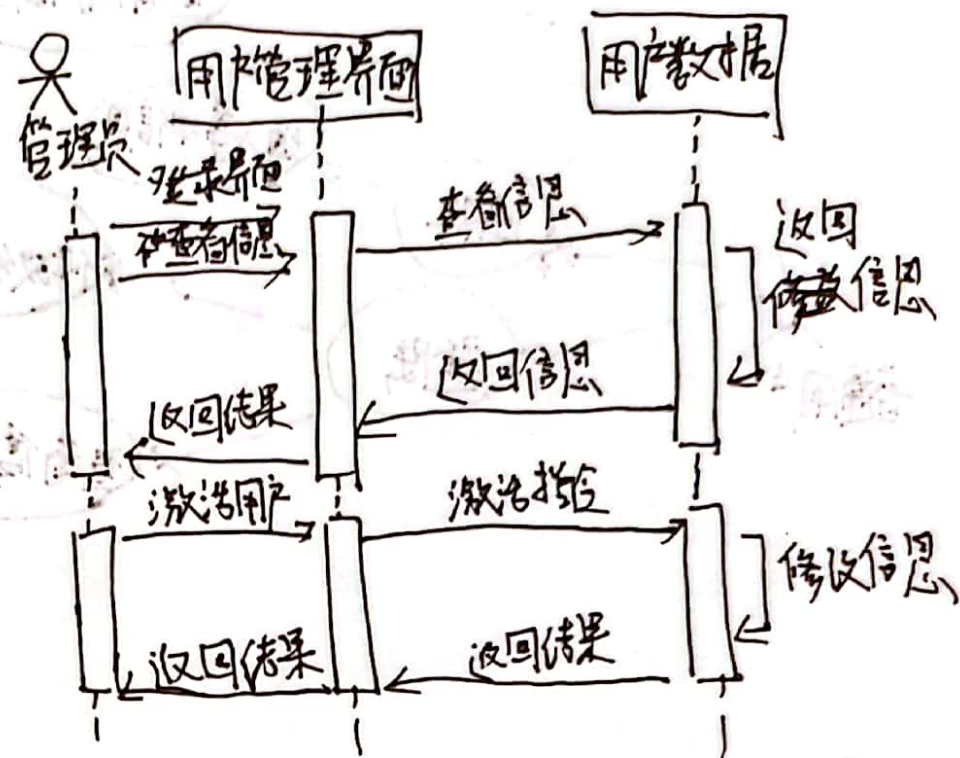 用户管理界面
用户数据
管理员
登录界面
查看信息
查看信息
返回
信息
返回信息
返回结果
激活用户
激活指令
修改信息
返回结果
返回结果